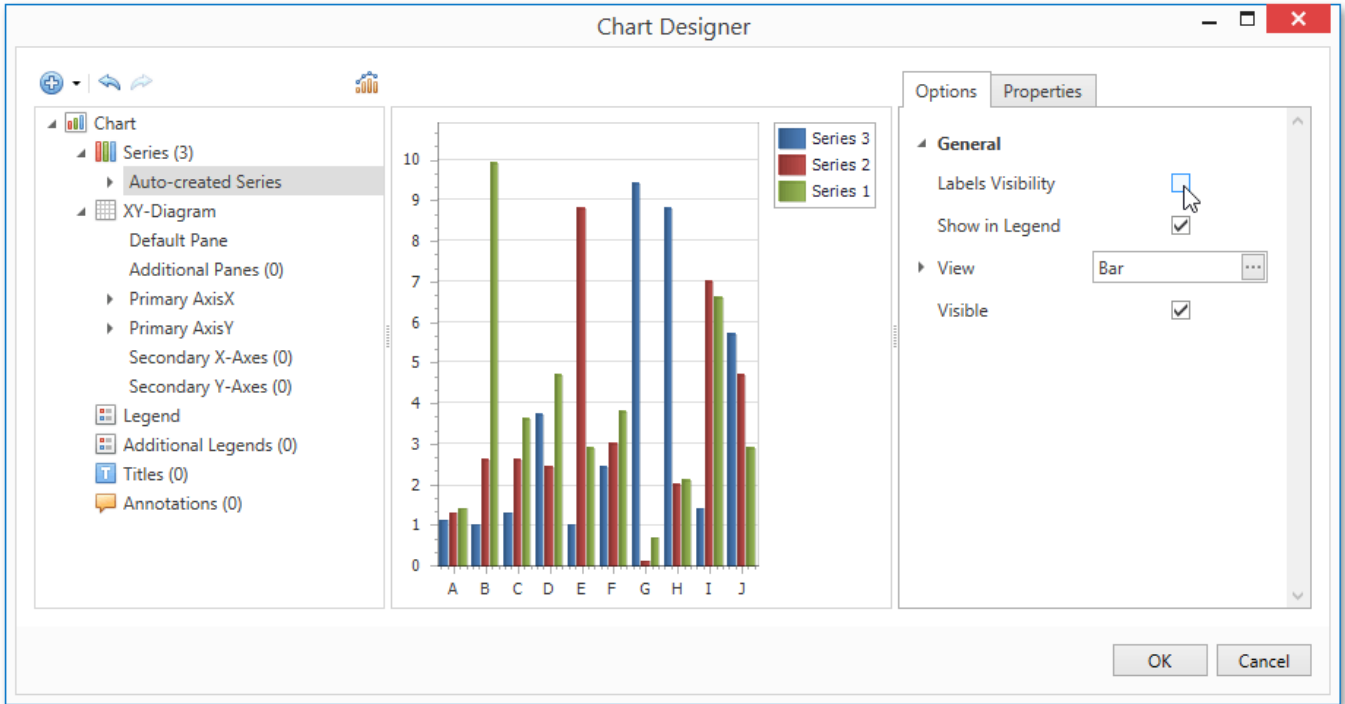 Chart Designer
Chart
Series (3)
Auto-created Series
XY-Diagram
Default Pane
Additional Panes (0)
Primary AxisX
Primary AxisY
Secondary X-Axes (0)
Secondary Y-Axes (0)
Legend
Additional Legends (0)
T Titles (0)
Annotations (0)
10
9
8
7
6
5
4
3
2
1
0
A B C D E F G H I J
Series 3
Series 2
Series 1
Options Properties
General
Labels Visibility
Show in Legend
View Bar ...
Visible
OK Cancel